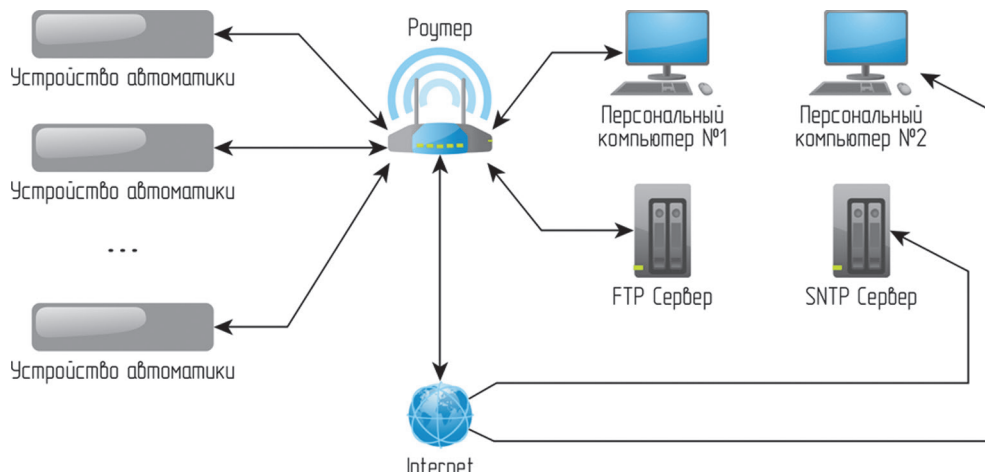 Роутер
Устройство автоматики
Персональный
компьютер №1
Персональный
компьютер №2
Устройство автоматики
...
FTP Сервер
SNTP Сервер
Устройство автоматики
Internet